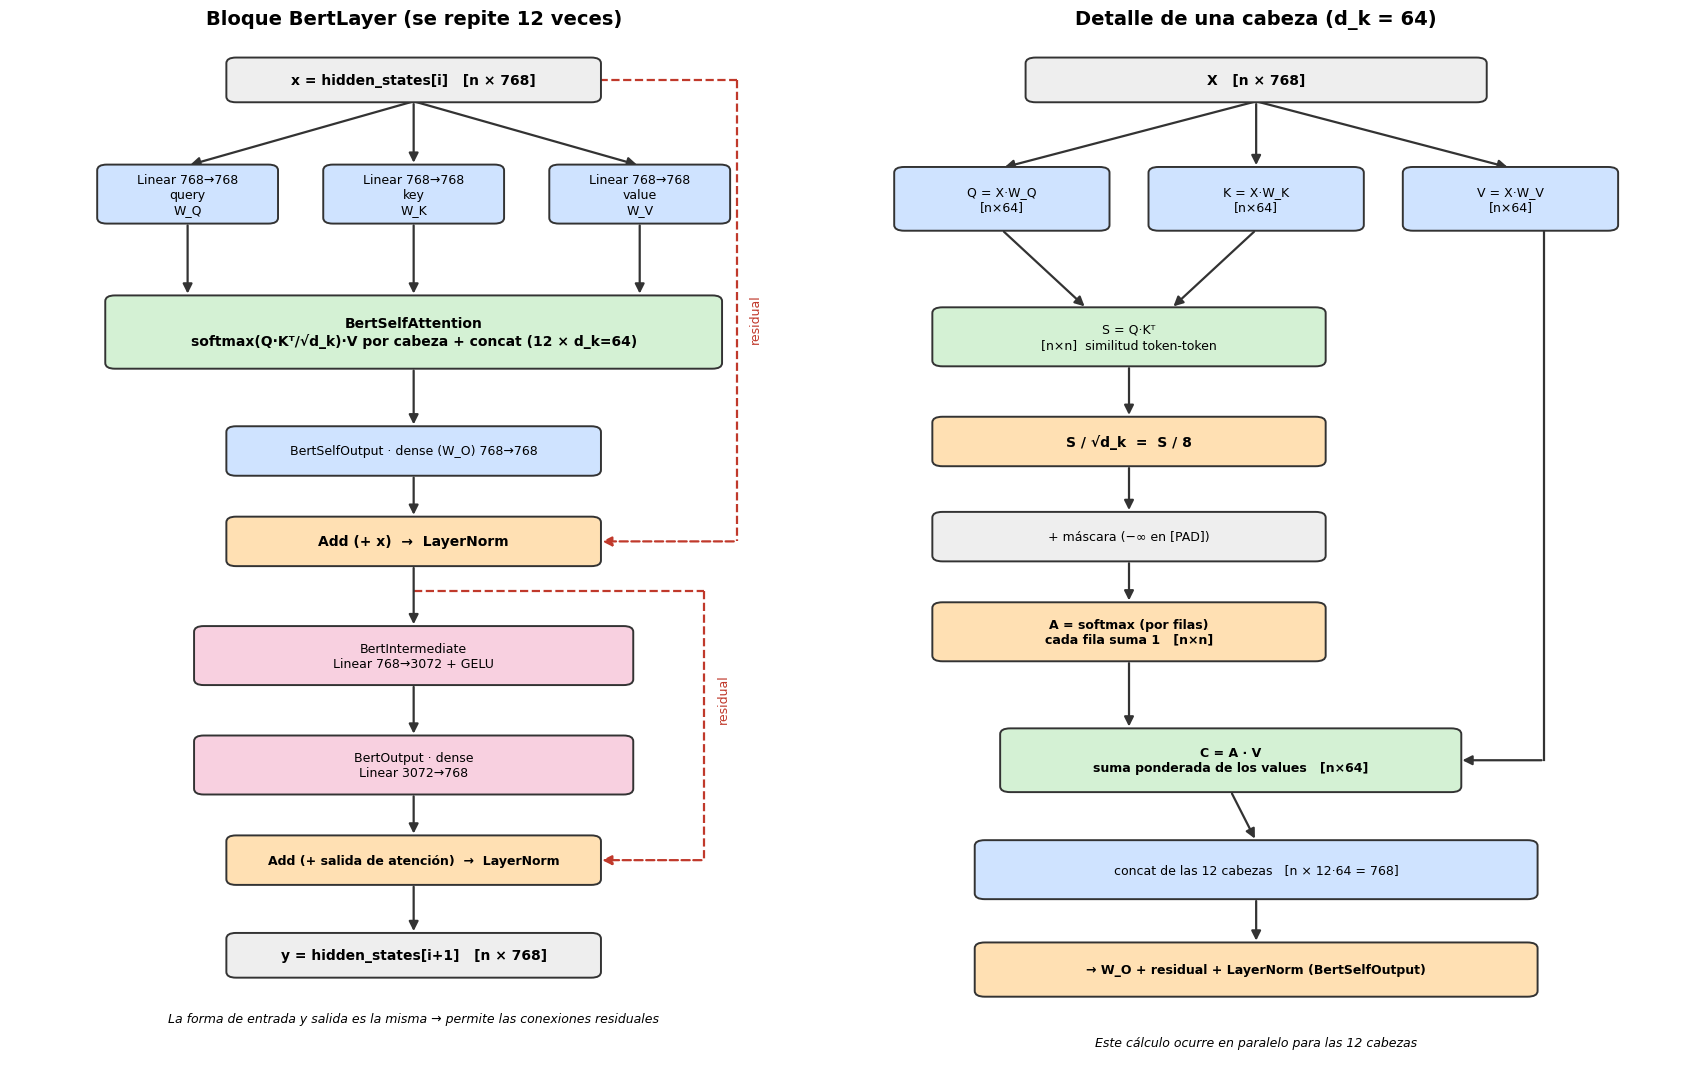 Bloque BertLayer (se repite 12 veces)
x = hidden_states[i]   [n × 768]
Linear 768→768
query
W_Q
Linear 768→768
key
W_K
Linear 768→768
value
W_V
BertSelfAttention
softmax(Q·Kᵀ/√d_k)·V por cabeza + concat (12 × d_k=64)
residual
BertSelfOutput · dense (W_O) 768→768
Add (+ x)  →  LayerNorm
BertIntermediate
Linear 768→3072 + GELU
residual
BertOutput · dense
Linear 3072→768
Add (+ salida de atención)  →  LayerNorm
y = hidden_states[i+1]   [n × 768]
La forma de entrada y salida es la misma → permite las conexiones residuales
Detalle de una cabeza (d_k = 64)
X   [n × 768]
Q = X·W_Q
[n×64]
K = X·W_K
[n×64]
V = X·W_V
[n×64]
S = Q·Kᵀ
[n×n]  similitud token-token
S / √d_k  =  S / 8
+ máscara (−∞ en [PAD])
A = softmax (por filas)
cada fila suma 1   [n×n]
C = A · V
suma ponderada de los values   [n×64]
concat de las 12 cabezas   [n × 12·64 = 768]
→ W_O + residual + LayerNorm (BertSelfOutput)
Este cálculo ocurre en paralelo para las 12 cabezas